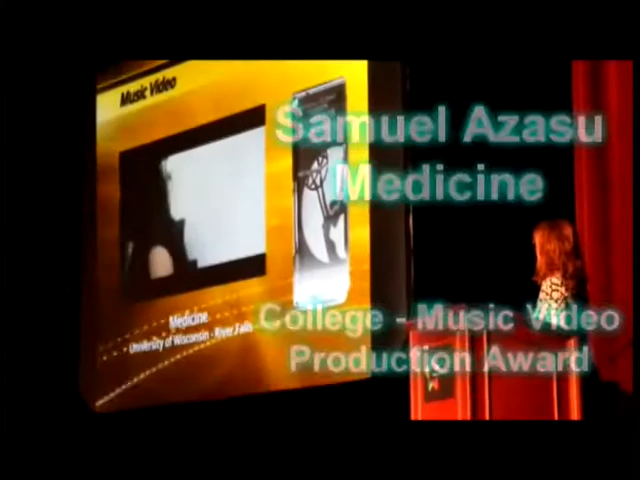 Music Video
Samuel Azasu
Medicine
Medicine
University of Wisconsin - River Falls
College - Music Video
Production Award